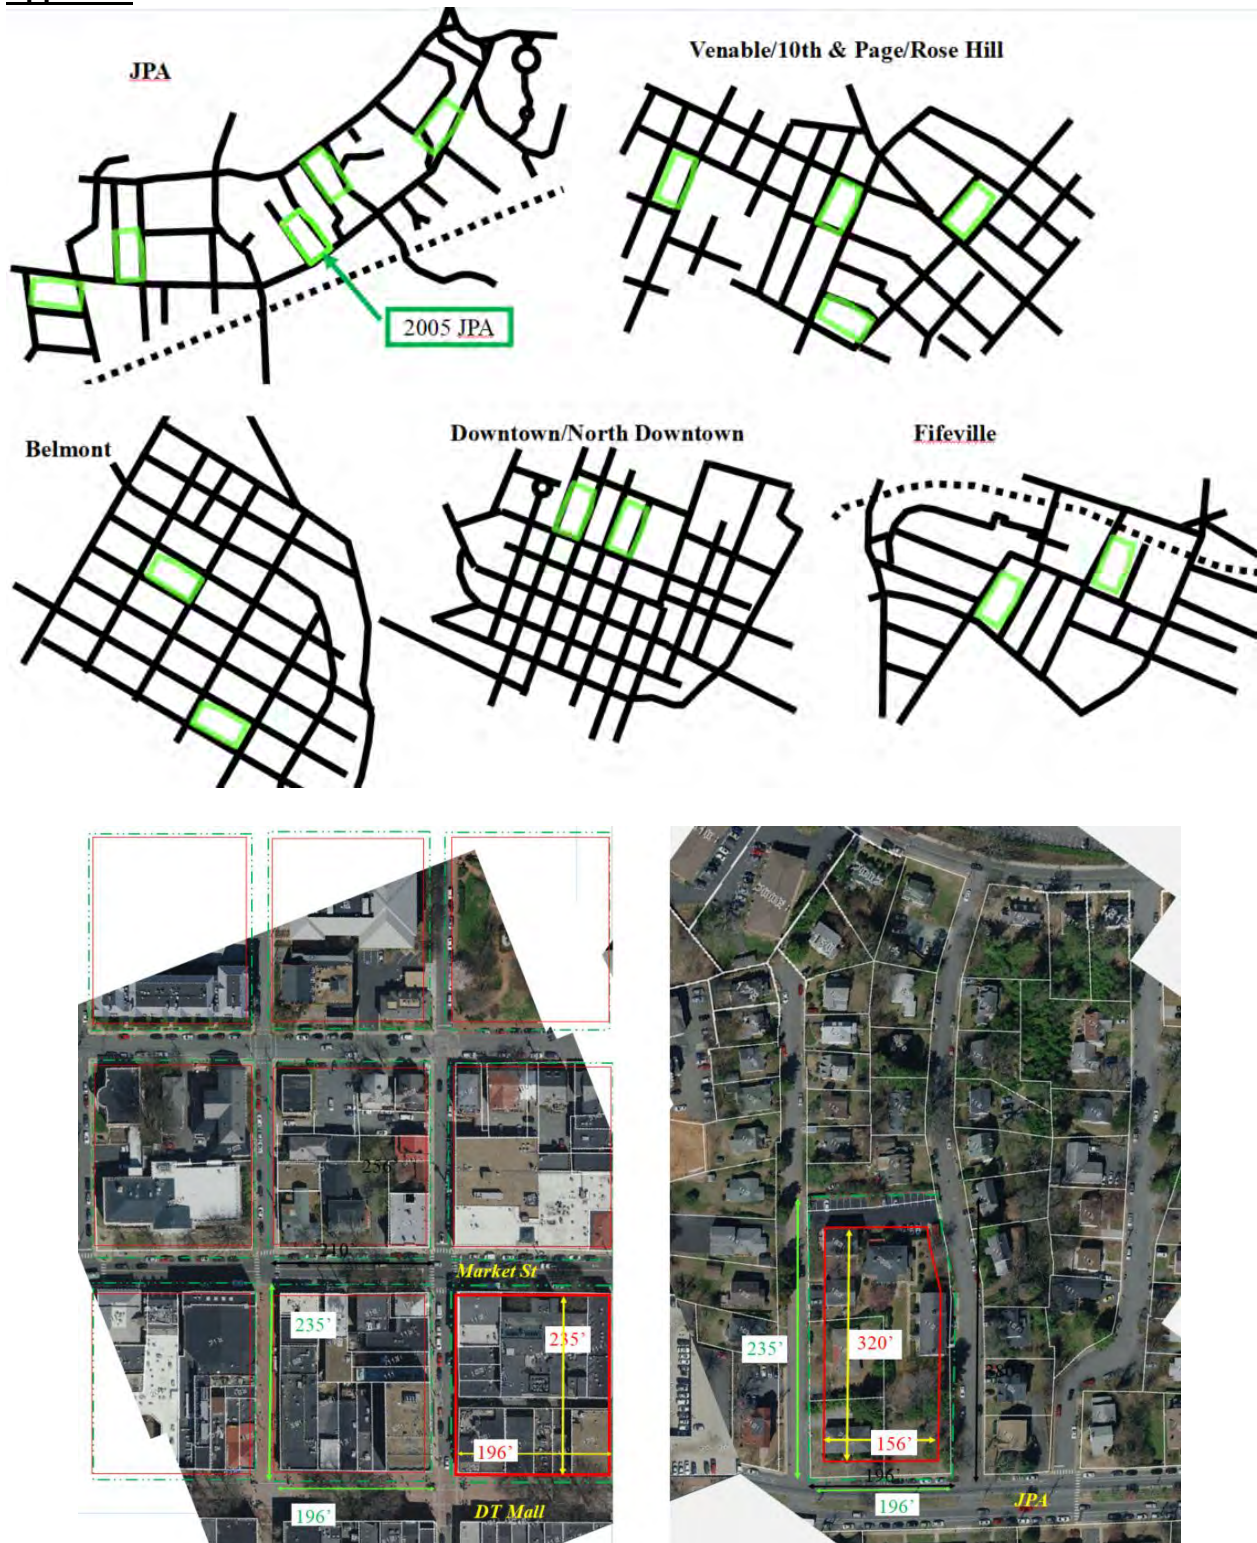 JPA
Venable/10th & Page/Rose Hill
2005 JPA
Belmont
Downtown/North Downtown
Fifeville
256'
210
Market St
235'
235'
196'
196'
DT Mall
235'
320'
156'
196'
196'
JPA